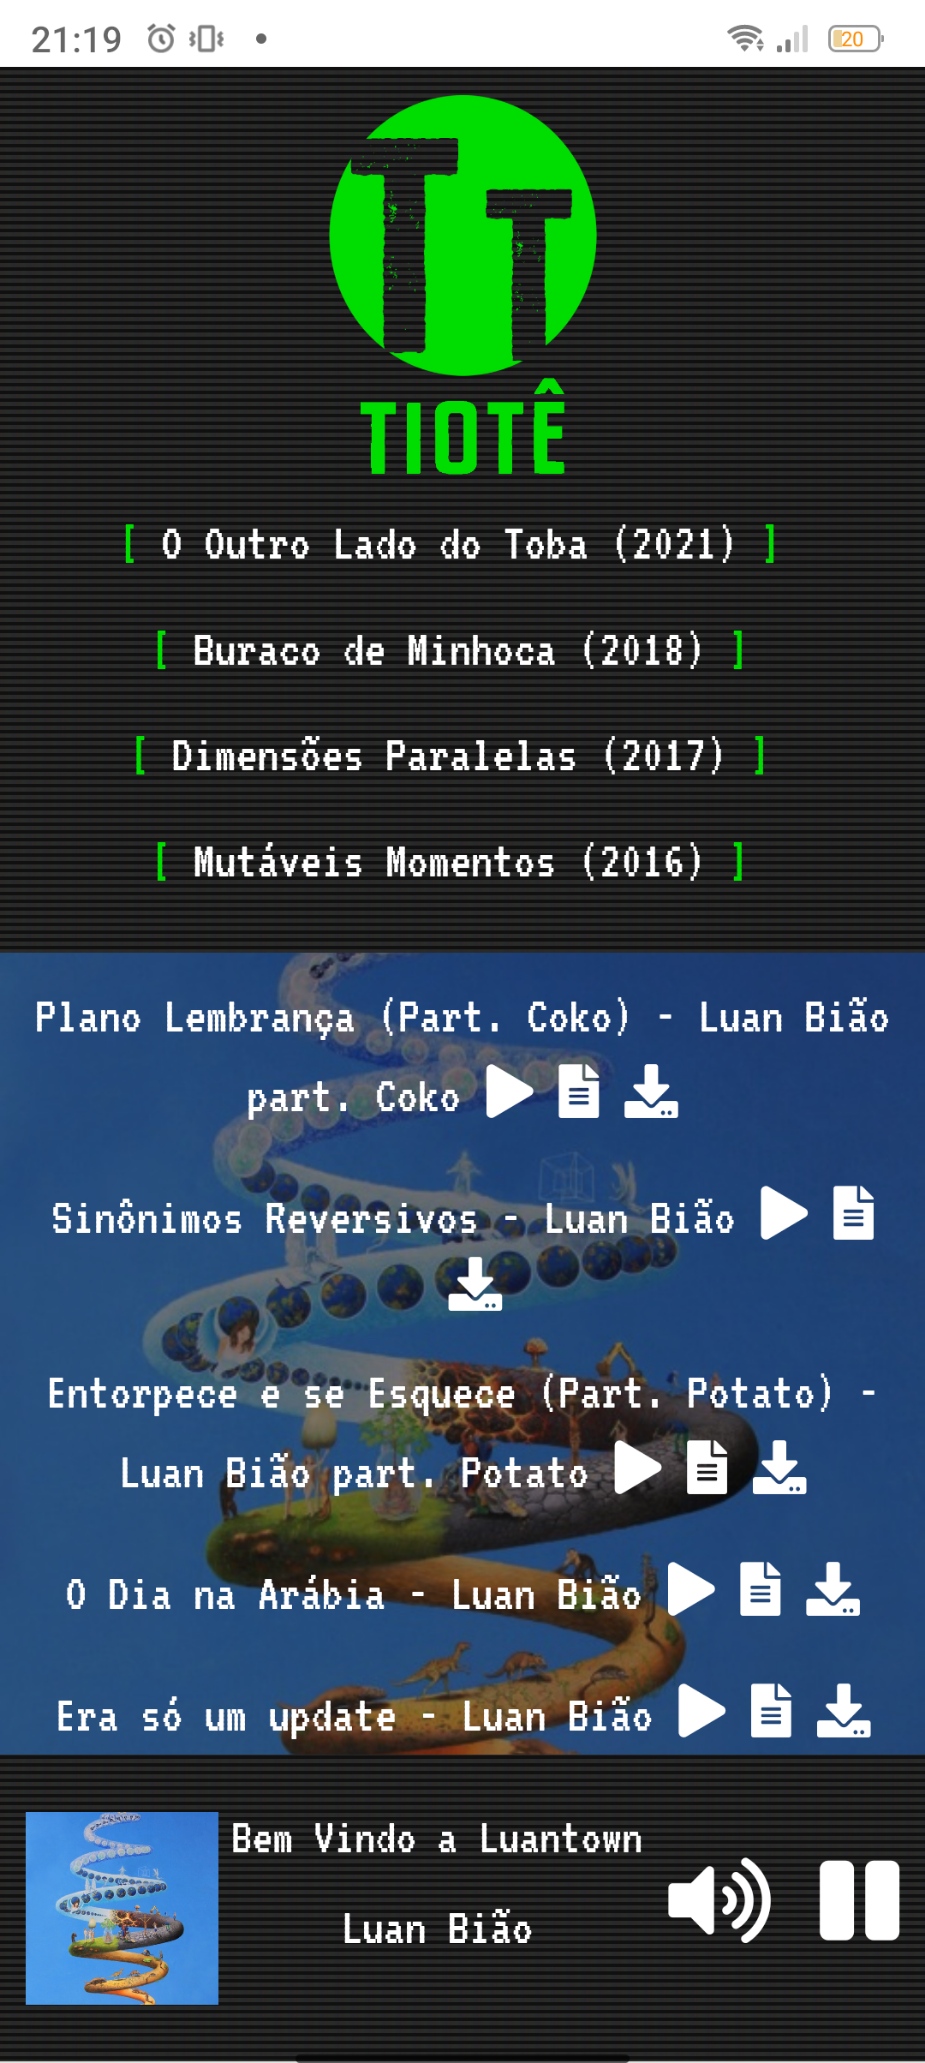 21:19
20
TT
TIOTÊ
[ O Outro Lado do Toba (2021) ]
[ Buraco de Minhoca (2018) ]
[ Dimensões Paralelas (2017) ]
[ Mutáveis Momentos (2016) ]
Plano Lembrança (Part. Coko) - Luan Bião
part. Coko
Sinônimos Reversivos - Luan Bião
Entorpece e se Esquece (Part. Potato) -
Luan Bião part. Potato
O Dia na Arábia - Luan Bião
Era só um update - Luan Bião
Bem Vindo a Luantown
Luan Bião